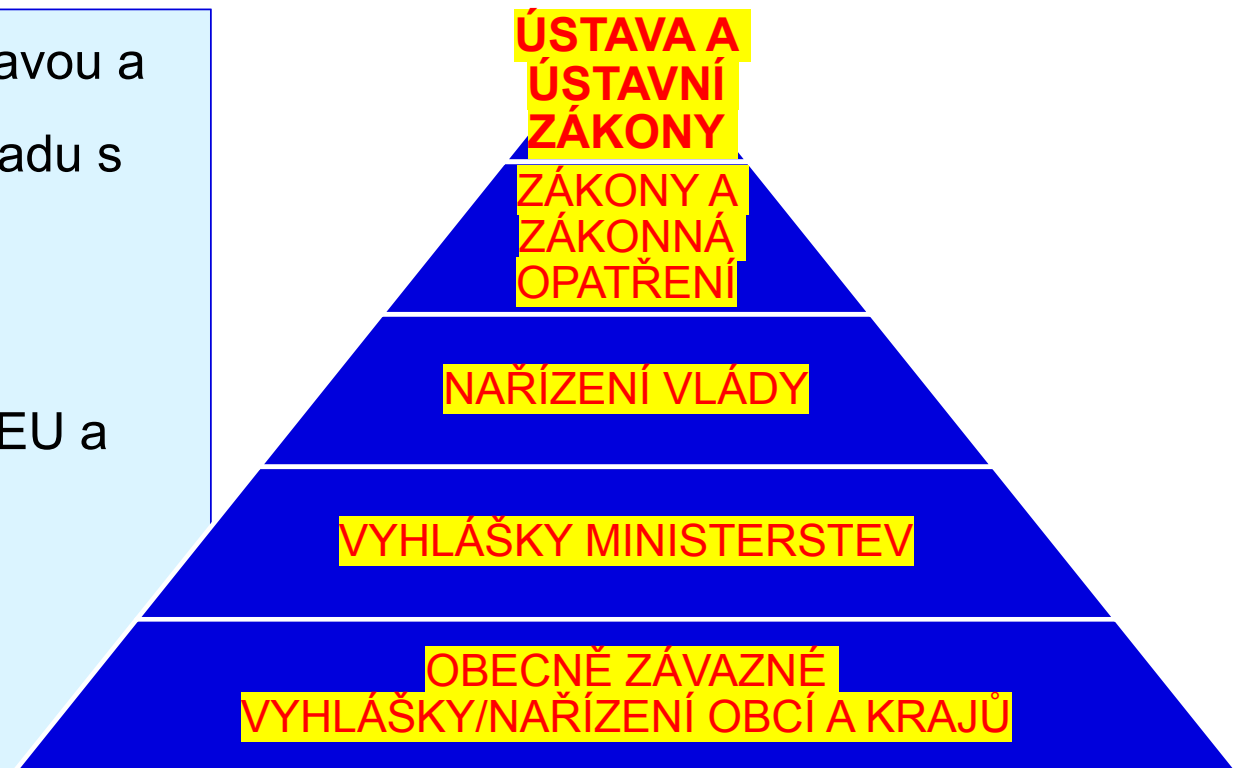 avou a
adu s
EU a
ÚSTAVA A
ÚSTAVNÍ
ZÁKONY
ZÁKONY A
ZÁKONNÁ
OPATŘENÍ
NAŘÍZENÍ VLÁDY
VYHLÁŠKY MINISTERSTEV
OBECNĚ ZÁVAZNÉ
VYHLÁŠKY/NAŘÍZENÍ OBCÍ A KRAJŮ